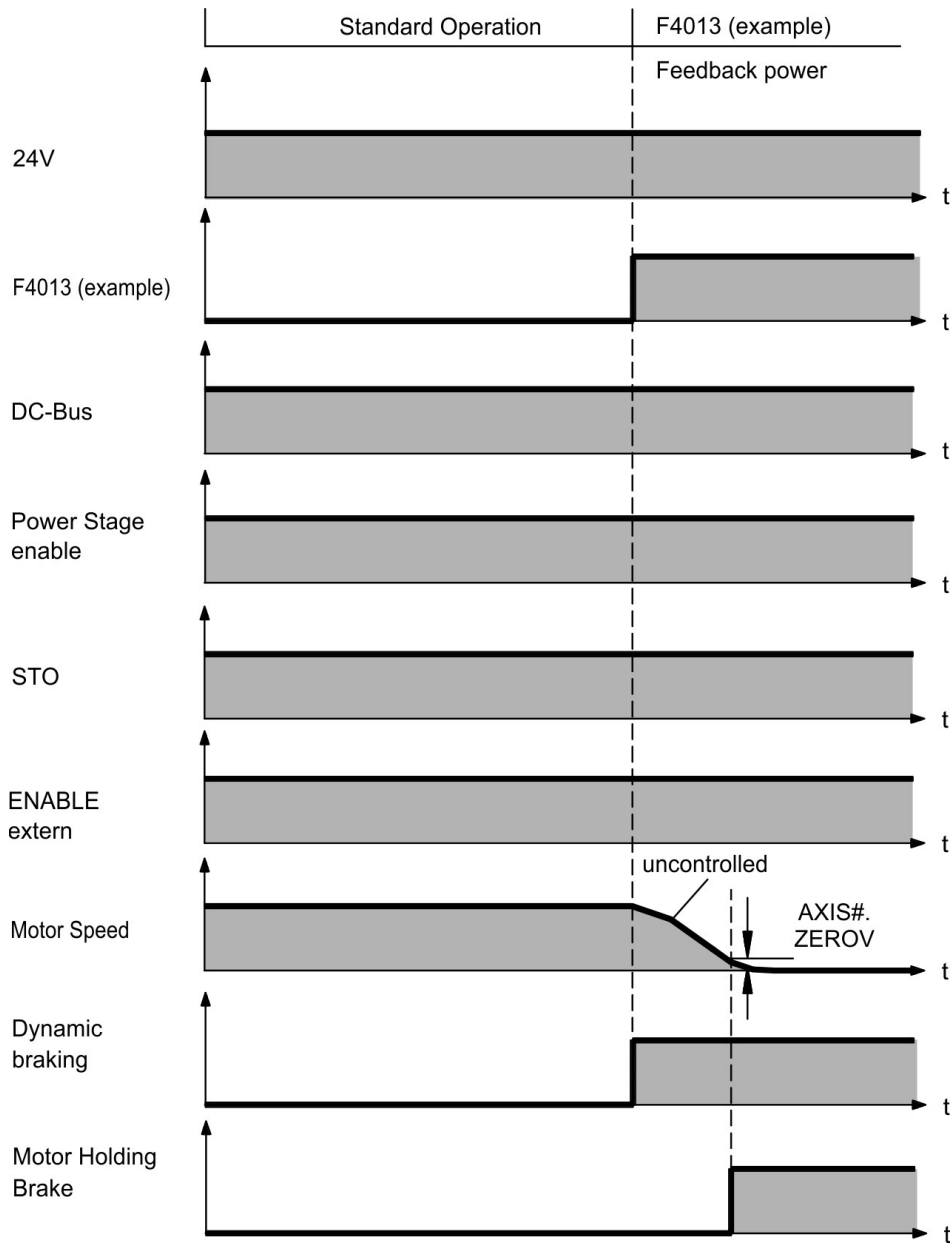 Standard Operation
F4013 (example)
Feedback power
24V
t
F4013 (example)
t
DC-Bus
t
Power Stage
enable
t
STO
t
ENABLE
extern
t
uncontrolled
AXIS#.
ZEROV
Motor Speed
t
Dynamic
braking
t
Motor Holding
Brake
t